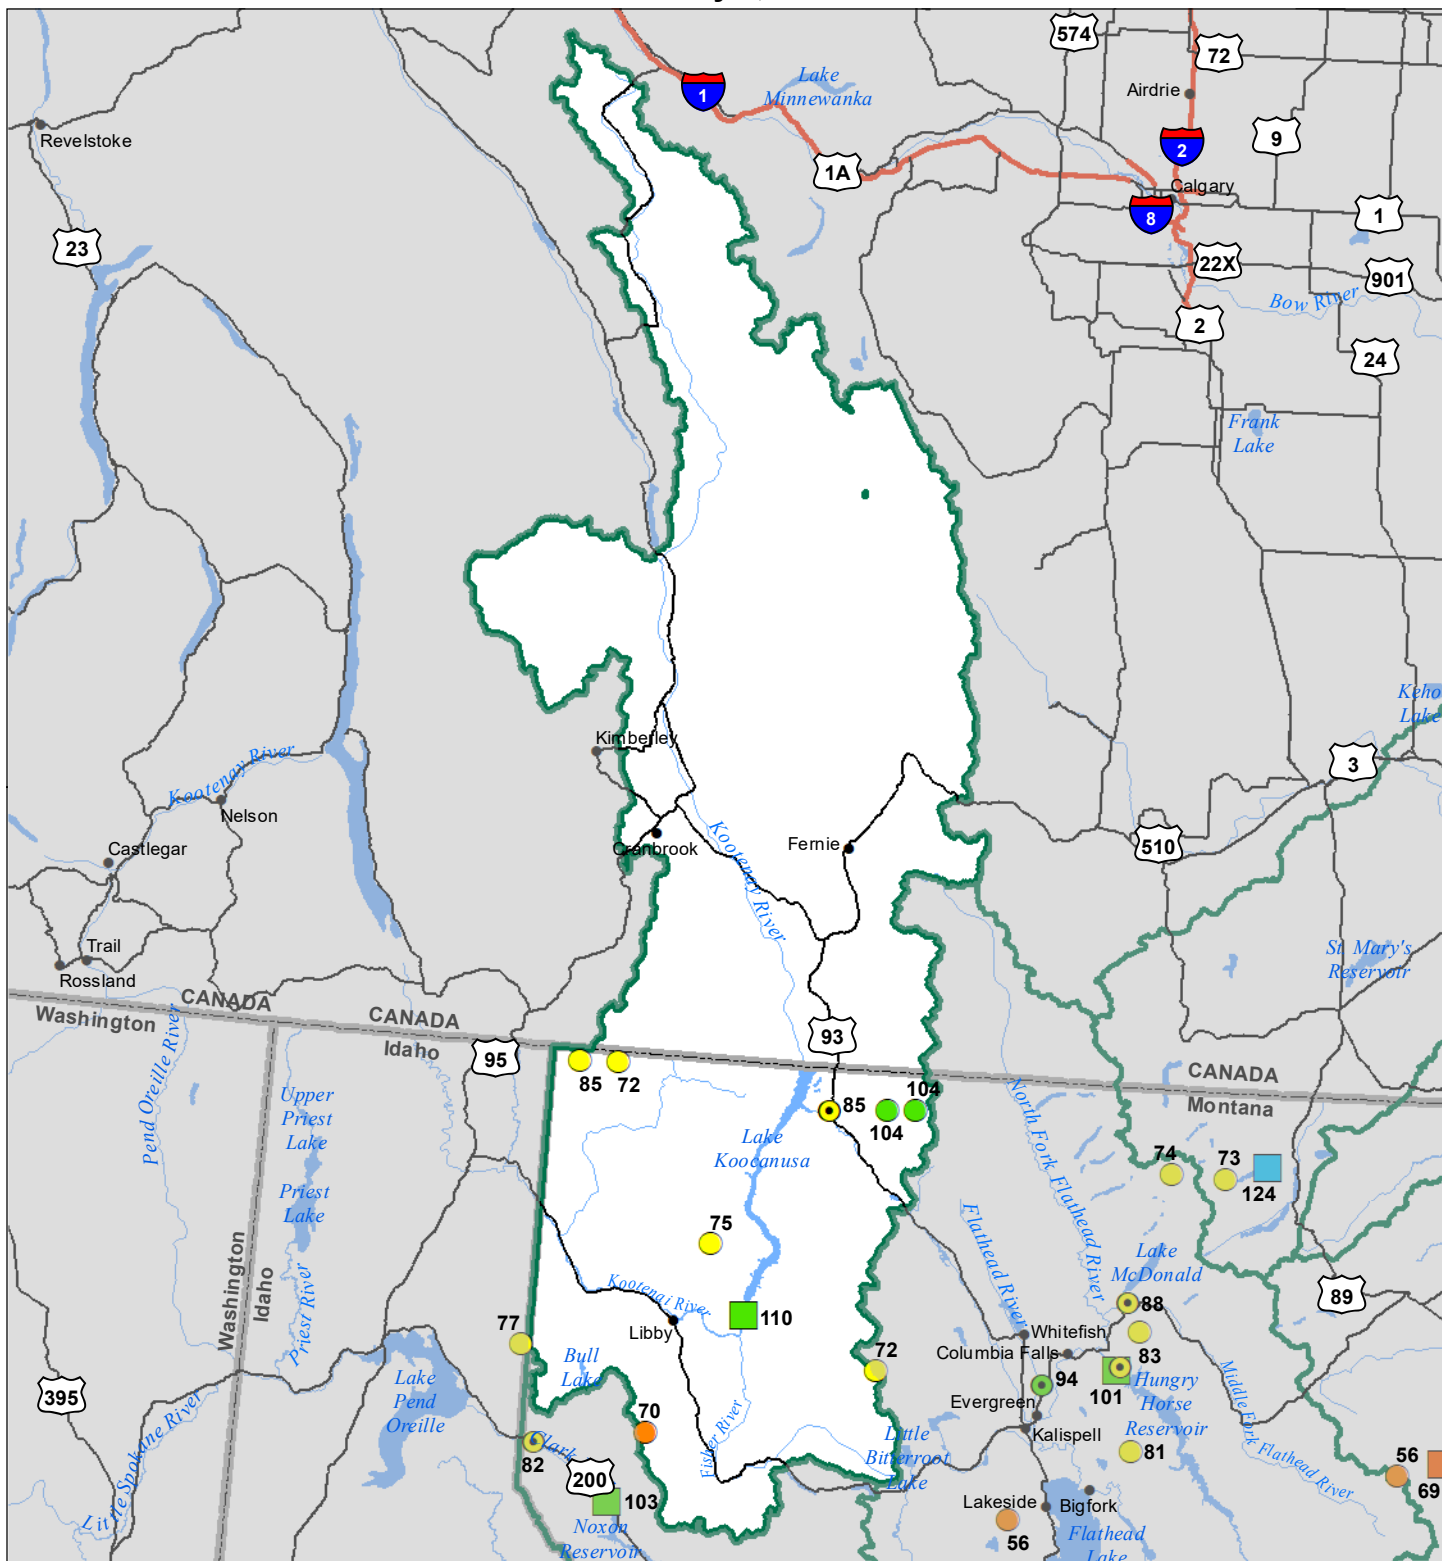 574
72
Lake
Minnewanka
1
Airdrie
Revelstoke
2
9
1A
Calgary
8
1
23
22X
901
Bow River
2
24
Frank
Lake
Keho
Lake
Kimberley
3
Kootenay River
Nelson
Kootenay River
Castlegar
Cranbrook
Fernie
510
Trail
Rossland
St. Mary's
Reservoir
CANADA
Washington
CANADA
Idaho
95
93
CANADA
Montana
85
72
85
104
104
Pend Oreille River
Upper
Priest
Lake
Lake
Koocanusa
North Fork Flathead River
74
73
124
Priest
Lake
75
Flathead River
Lake
McDonald
Washington
Idaho
Priest River
Kootenai River
110
88
89
77
Libby
Whitefish
Columbia Falls
83
Bull
Lake
72
94
101
Hungry
Horse
Reservoir
Middle Fork Flathead River
395
Lake
Pend
Oreille
Evergreen
70
Kalispell
Little Spokane River
Clark
82
Fisher River
Little
Bitterroot
Lake
81
56
69
200
103
Lakeside
Bigfork
Noxon
Reservoir
56
Flathead
Lake